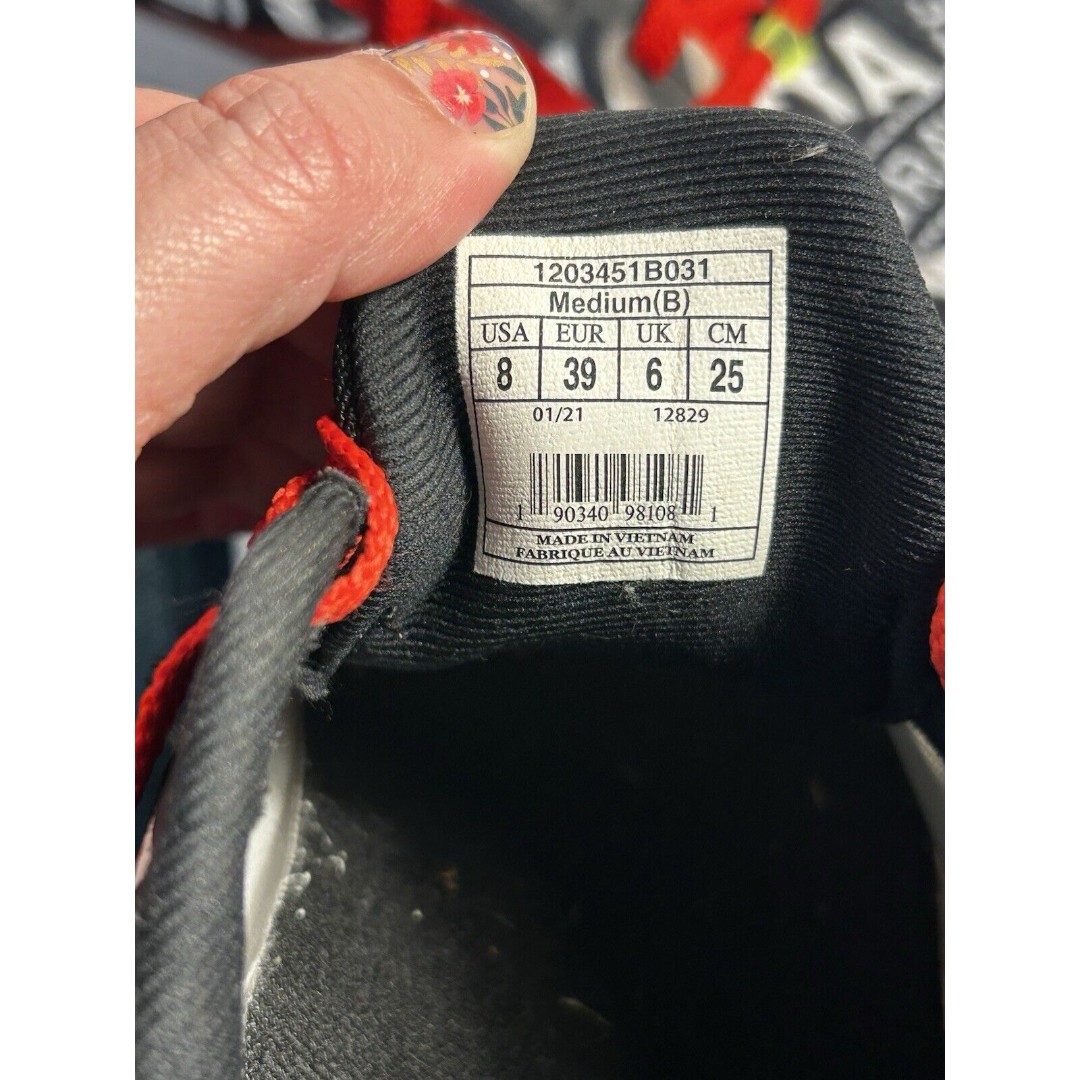 1203451B031
Medium(B)
USA EUR UK CM
8 39 6 25
01/21 12829
1 90340 98108 1
MADE IN VIETNAM
FABRIQUE AU VIETNAM